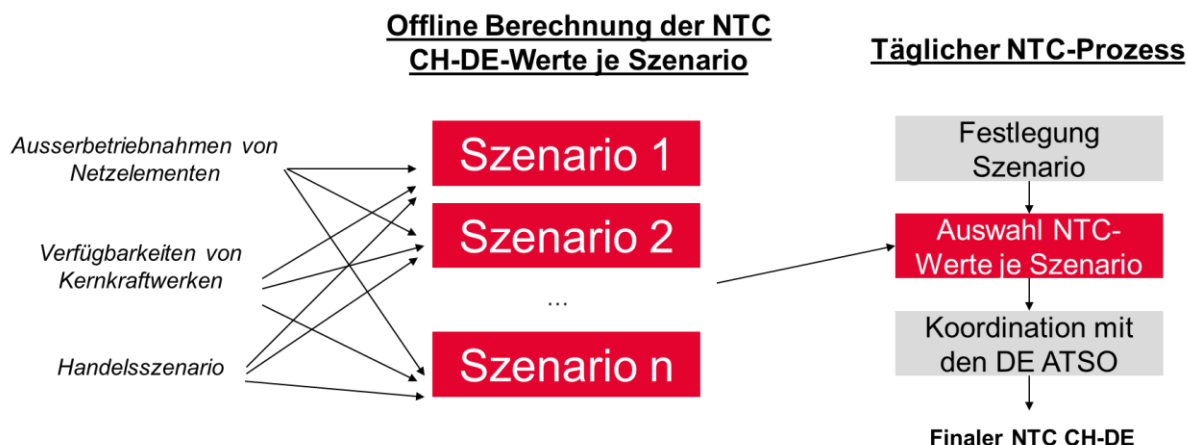 Offline Berechnung der NTC
CH-DE-Werte je Szenario
Täglicher NTC-Prozess
Ausserbetriebnahmen von
Netzelementen
Verfügbarkeiten von
Kernkraftwerken
Handelsszenario
Szenario 1
Szenario 2
...
Szenario n
Festlegung
Szenario
Auswahl NTC-
Werte je Szenario
Koordination mit
den DE ATSO
Finaler NTC CH-DE